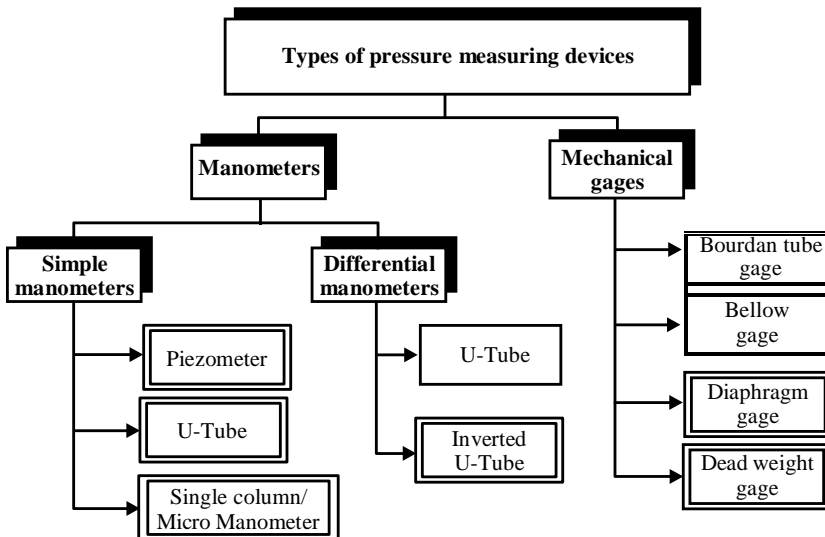 Types of pressure measuring devices
Manometers
Mechanical
gages
Simple
manometers
Differential
manometers
Piezometer
U-Tube
Single column/
Micro Manometer
U-Tube
Inverted
U-Tube
Bourdan tube
gage
Bellow
gage
Diaphragm
gage
Dead weight
gage